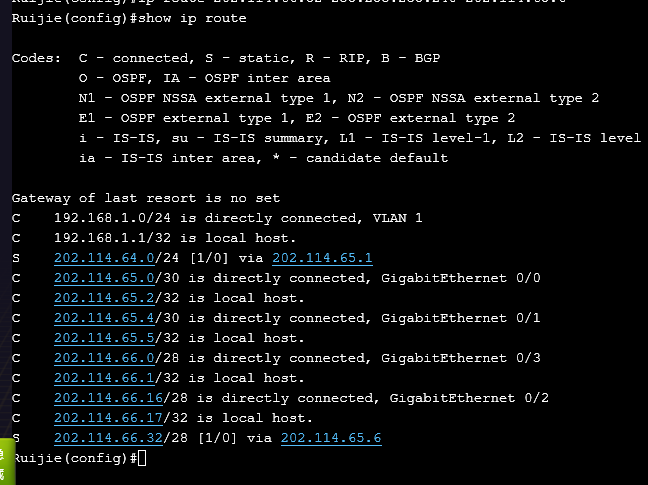 Ruijie(config)#show ip route
Codes:  C - connected, S - static, R - RIP, B - BGP
O - OSPF, IA - OSPF inter area
N1 - OSPF NSSA external type 1, N2 - OSPF NSSA external type 2
E1 - OSPF external type 1, E2 - OSPF external type 2
i - IS-IS, su - IS-IS summary, L1 - IS-IS level-1, L2 - IS-IS level
ia - IS-IS inter area, * - candidate default
Gateway of last resort is no set
C    192.168.1.0/24 is directly connected, VLAN 1
C    192.168.1.1/32 is local host.
S    202.114.64.0/24 [1/0] via 202.114.65.1
C    202.114.65.0/30 is directly connected, GigabitEthernet 0/0
C    202.114.65.2/32 is local host.
C    202.114.65.4/30 is directly connected, GigabitEthernet 0/1
C    202.114.65.5/32 is local host.
C    202.114.66.0/28 is directly connected, GigabitEthernet 0/3
C    202.114.66.1/32 is local host.
C    202.114.66.16/28 is directly connected, GigabitEthernet 0/2
C    202.114.66.17/32 is local host.
S    202.114.66.32/28 [1/0] via 202.114.65.6
Ruijie(config)#